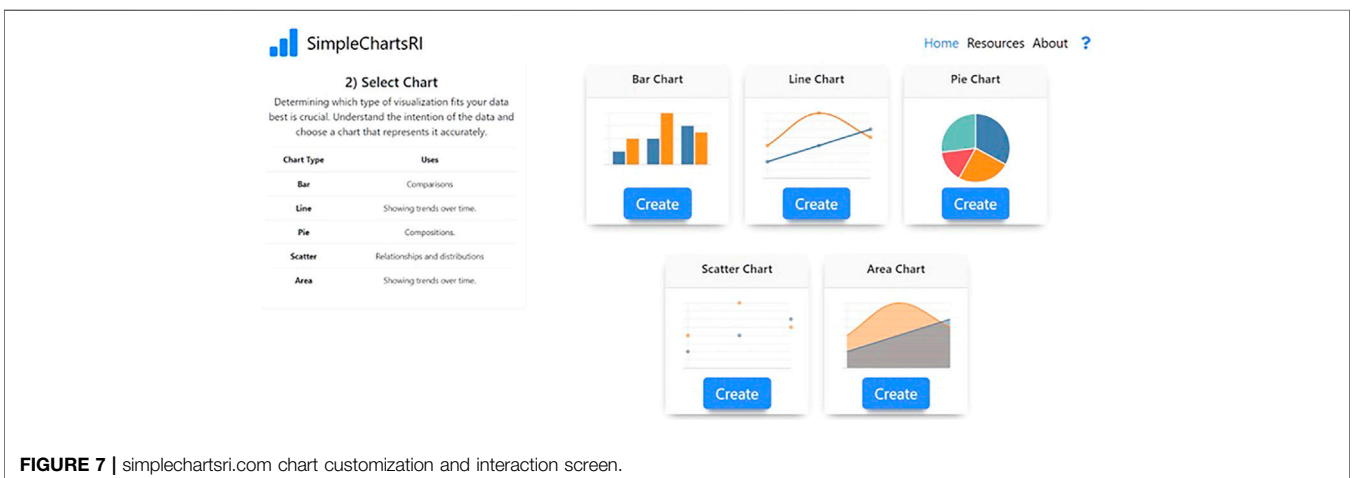 SimpleChartsRI
Home Resources About ?
2) Select Chart
Determining which type of visualization fits your data
best is crucial. Understand the intention of the data and
choose a chart that represents it accurately.
Chart Type Uses
Bar Comparisons
Line Showing trends over time.
Pie Compositions.
Scatter Relationships and distributions
Area Showing trends over time.
Bar Chart Line Chart Pie Chart
Create Create Create
Scatter Chart Area Chart
Create Create
FIGURE 7 | simplechartsri.com chart customization and interaction screen.